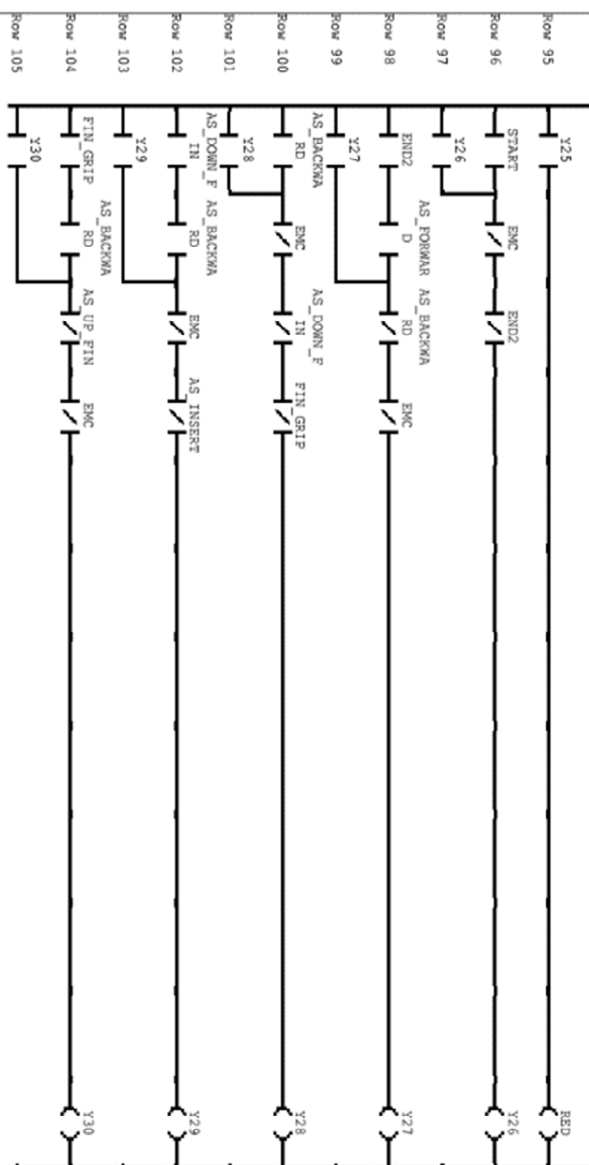 Y25 RED
Row 95
START EMC END2 Y26
Row 96
Y26
Row 97
AS_FORWAR AS_BACKWA
END2 D RD EMC Y27
Row 98
Y27
Row 99
AS_BACKWA AS_DOWN_F
RD EMC IN FIN_GRIP Y28
Row 100
Y28
Row 101
AS_DOWN_F AS_BACKWA
IN RD EMC AS_INSERT Y29
Row 102
Y29
Row 103
AS_BACKWA
FIN_GRIP RD AS_UP_FIN EMC Y30
Row 104
Y30
Row 105